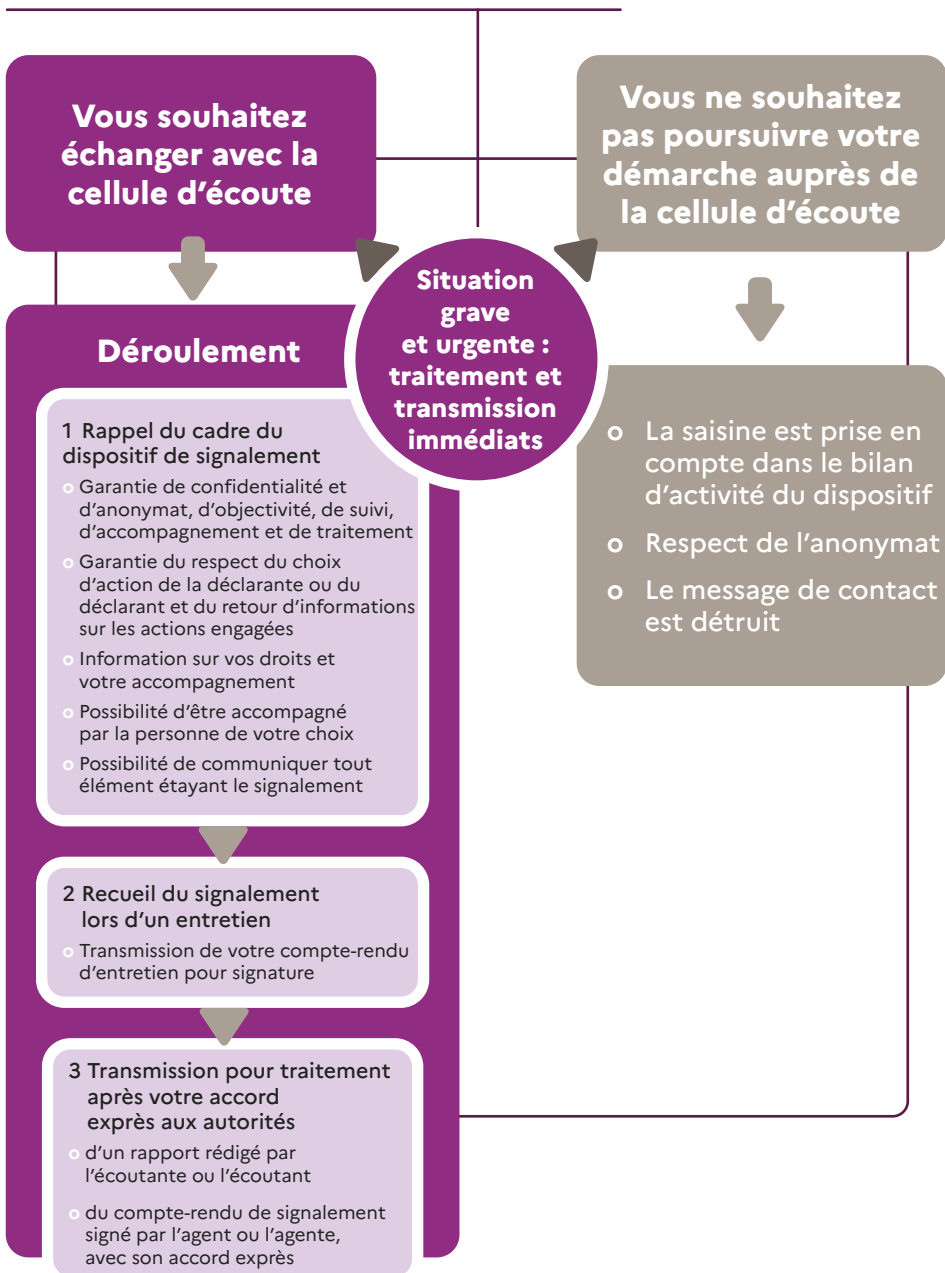 Vous souhaitez
échanger avec la
cellule d'écoute
Vous ne souhaitez
pas poursuivre votre
démarche auprès de
la cellule d'écoute
Situation
grave
et urgente :
traitement et
transmission
immédiats
Déroulement
1 Rappel du cadre du
dispositif de signalement
Garantie de confidentialité et
d'anonymat, d'objectivité, de suivi,
d'accompagnement et de traitement
Garantie du respect du choix
d'action de la déclarante ou du
déclarant et du retour d'informations
sur les actions engagées
Information sur vos droits et
votre accompagnement
Possibilité d'être accompagné
par la personne de votre choix
Possibilité de communiquer tout
élément étayant le signalement
2 Recueil du signalement
lors d'un entretien
Transmission de votre compte-rendu
d'entretien pour signature
3 Transmission pour traitement
après votre accord
exprès aux autorités
d'un rapport rédigé par
l'écoutante ou l'écoutant
du compte-rendu de signalement
signé par l'agent ou l'agente,
avec son accord exprès
La saisine est prise en
compte dans le bilan
d'activité du dispositif
Respect de l'anonymat
Le message de contact
est détruit